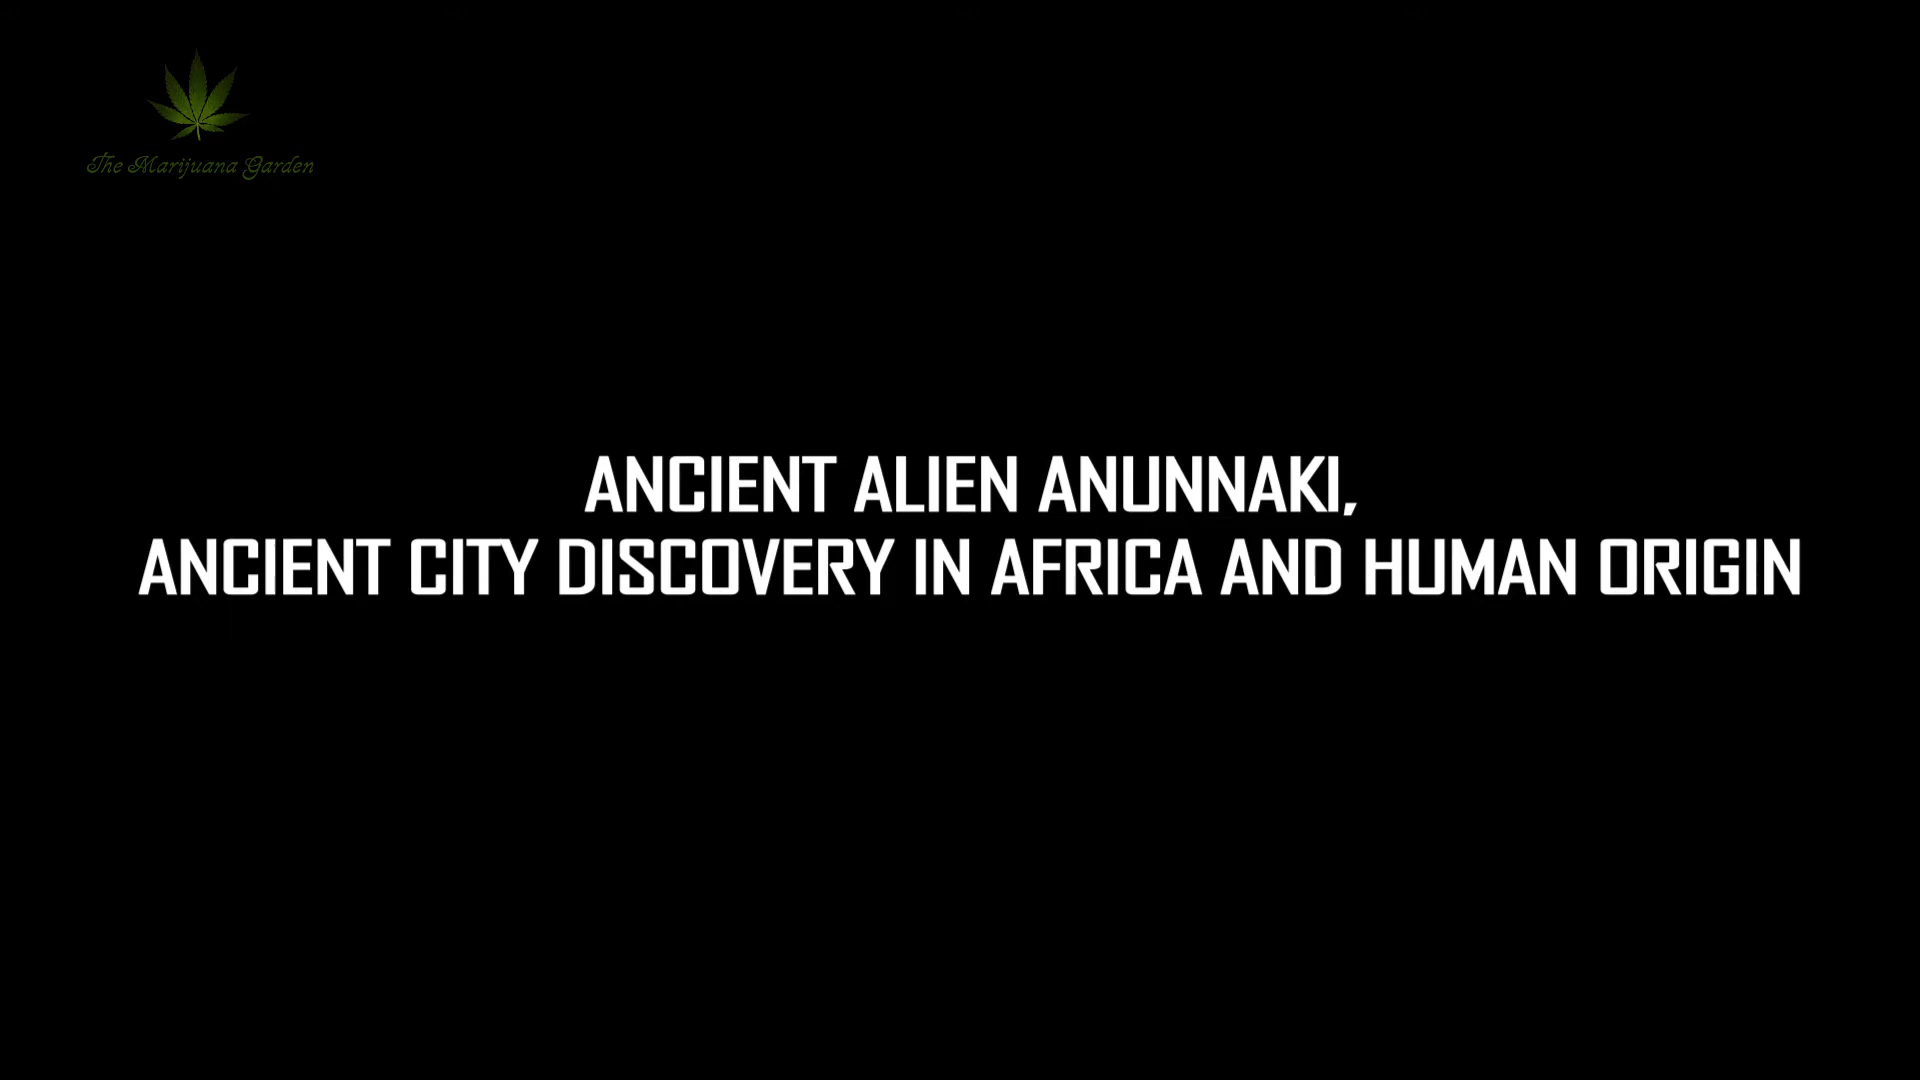 The Marijuana Garden
ANCIENT ALIEN ANUNNAKI,
ANCIENT CITY DISCOVERY IN AFRICA AND HUMAN ORIGIN